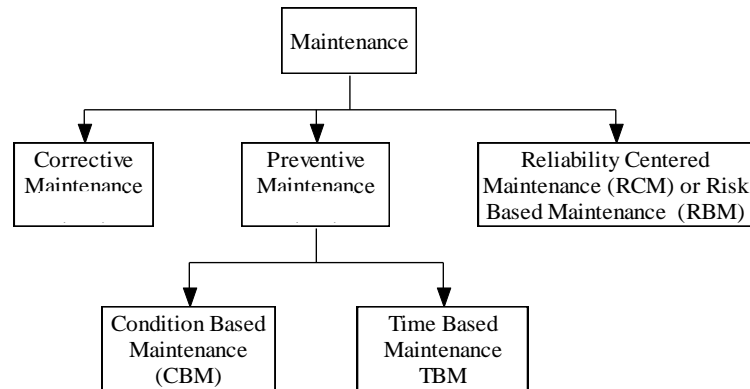 Maintenance
Corrective
Maintenance
Preventive
Maintenance
Reliability Centered
Maintenance (RCM) or Risk
Based Maintenance (RBM)
Condition Based
Maintenance
(CBM)
Time Based
Maintenance
TBM